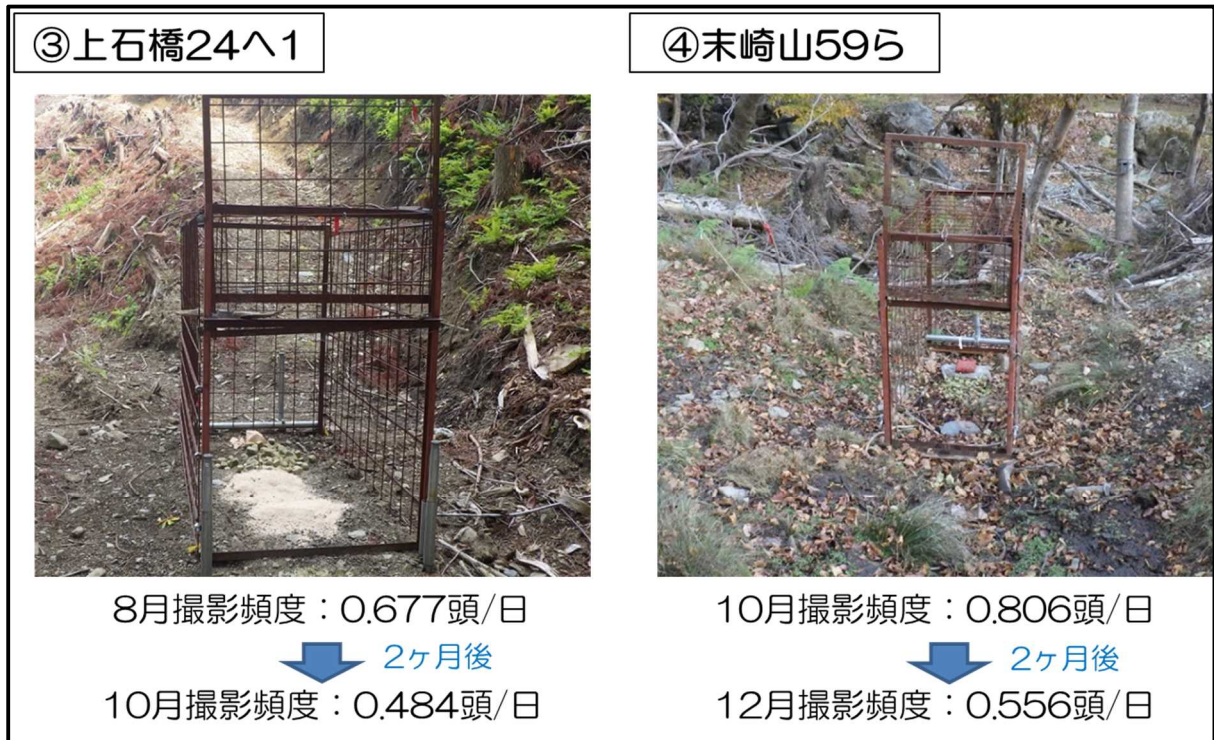 ③上石橋24へ1
8月撮影頻度：0.677頭/日
2ヶ月後
10月撮影頻度：0.484頭/日
④末崎山59ら
10月撮影頻度：0.806頭/日
2ヶ月後
12月撮影頻度：0.556頭/日